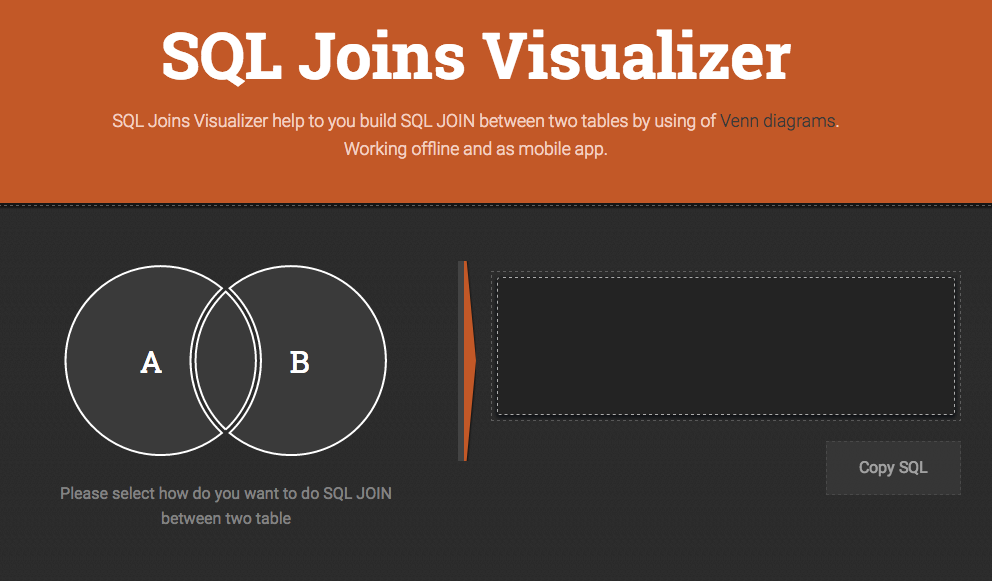 SQL Joins Visualizer
SQL Joins Visualizer help to you build SQL JOIN between two tables by using of Venn diagrams.
Working offline and as mobile app.
A
B
Please select how do you want to do SQL JOIN
between two table
Copy SQL